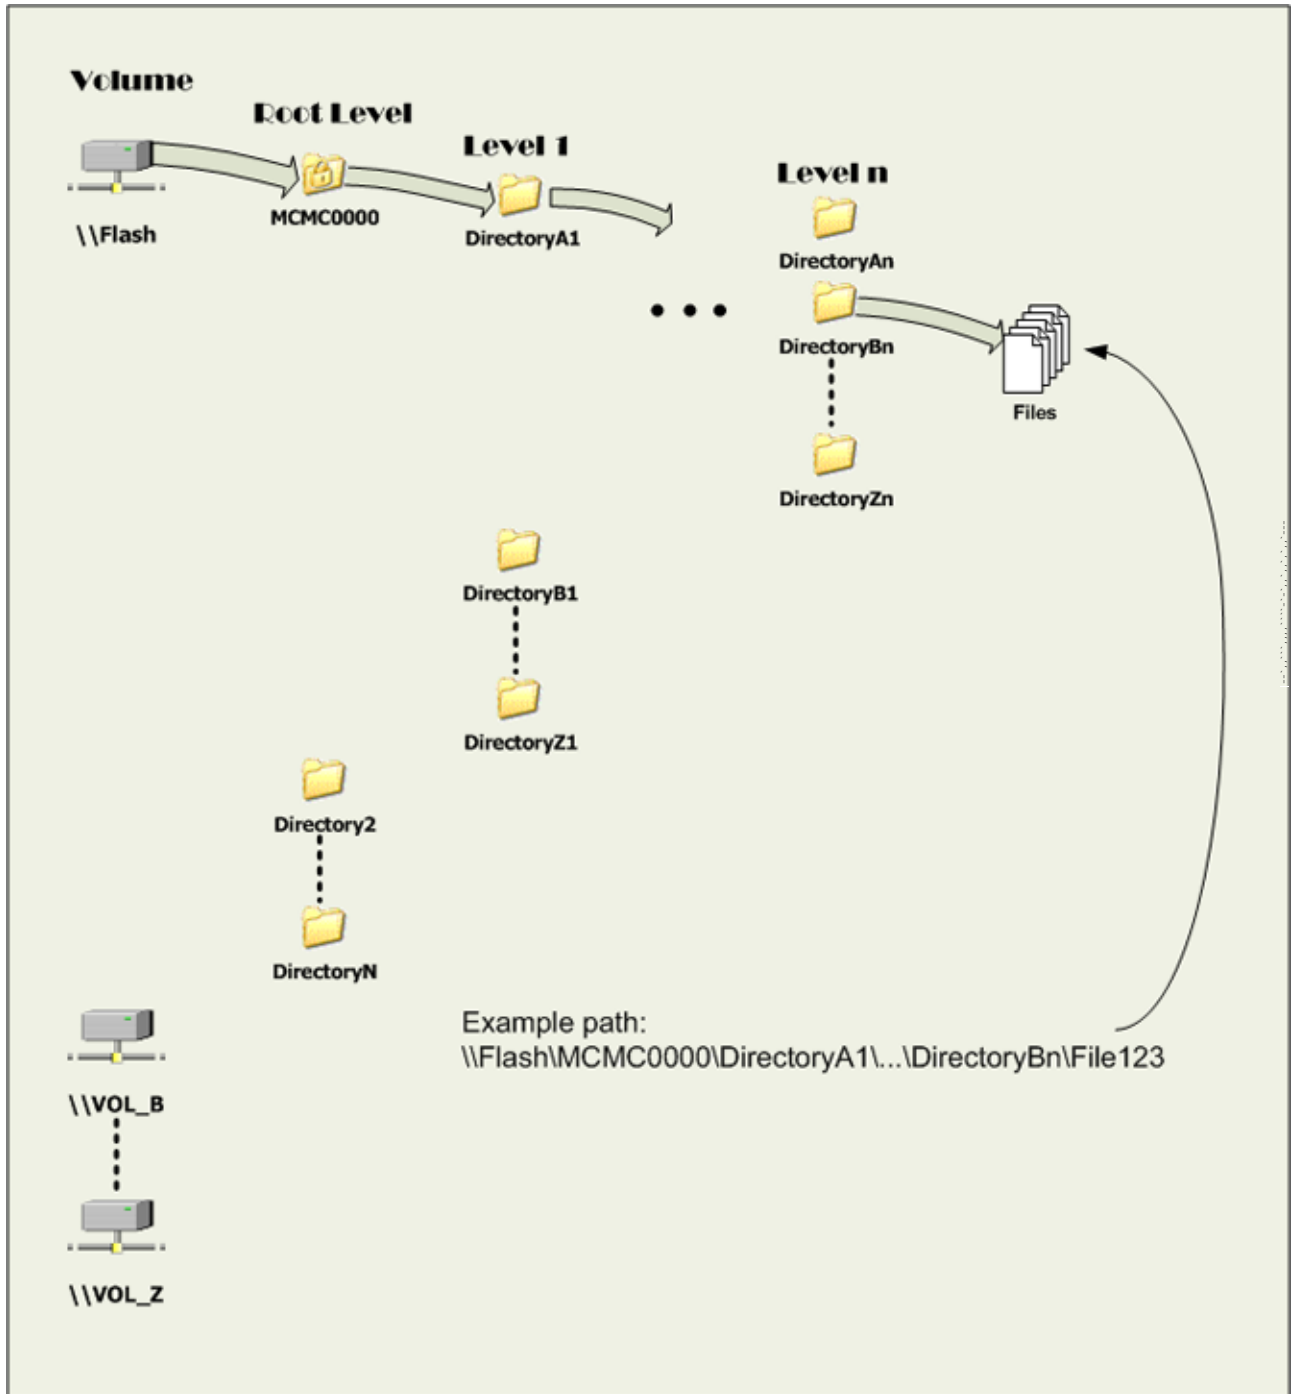 Volume
Root Level
Level 1
Level n
\\Flash
MCMC0000
DirectoryA1
DirectoryAn
• • •
DirectoryBn
Files
DirectoryZn
DirectoryB1
DirectoryZ1
Directory2
DirectoryN
Example path:
\\Flash\MCMC0000\DirectoryA1\...\DirectoryBn\File123
\\VOL_B
\\VOL_Z